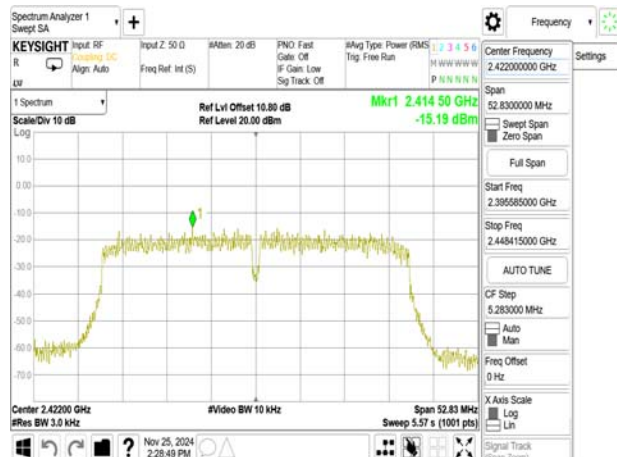 Spectrum Analyzer 1
Swept SA
+
Frequency
KEYSIGHT
Input: RF
Coupling: DC
Align: Auto
Input Z: 50 Ω
Freq Ref: Int (S)
#Atten: 20 dB
PNO: Fast
Gate: Off
IF Gain: Low
Sig Track: Off
#Avg Type: Power (RMS
Trig: Free Run
1 2 3 4 5 6
M W W W W W
P N N N N N
R
LXI
1 Spectrum
Scale/Div 10 dB
Ref Lvl Offset 10.80 dB
Ref Level 20.00 dBm
Mkr1 2.414 50 GHz
-15.19 dBm
Log
10.0
0.00
-10.0
-20.0
-30.0
-40.0
-50.0
-60.0
-70.0
1
Center 2.42200 GHz
#Res BW 3.0 kHz
#Video BW 10 kHz
Span 52.83 MHz
Sweep 5.57 s (1001 pts)
Nov 25, 2024
2:28:49 PM
?
Center Frequency
2.422000000 GHz
Settings
Span
52.8300000 MHz
Swept Span
Zero Span
Full Span
Start Freq
2.395585000 GHz
Stop Freq
2.448415000 GHz
AUTO TUNE
CF Step
5.283000 MHz
Auto
Man
Freq Offset
0 Hz
X Axis Scale
Log
Lin
Signal Track